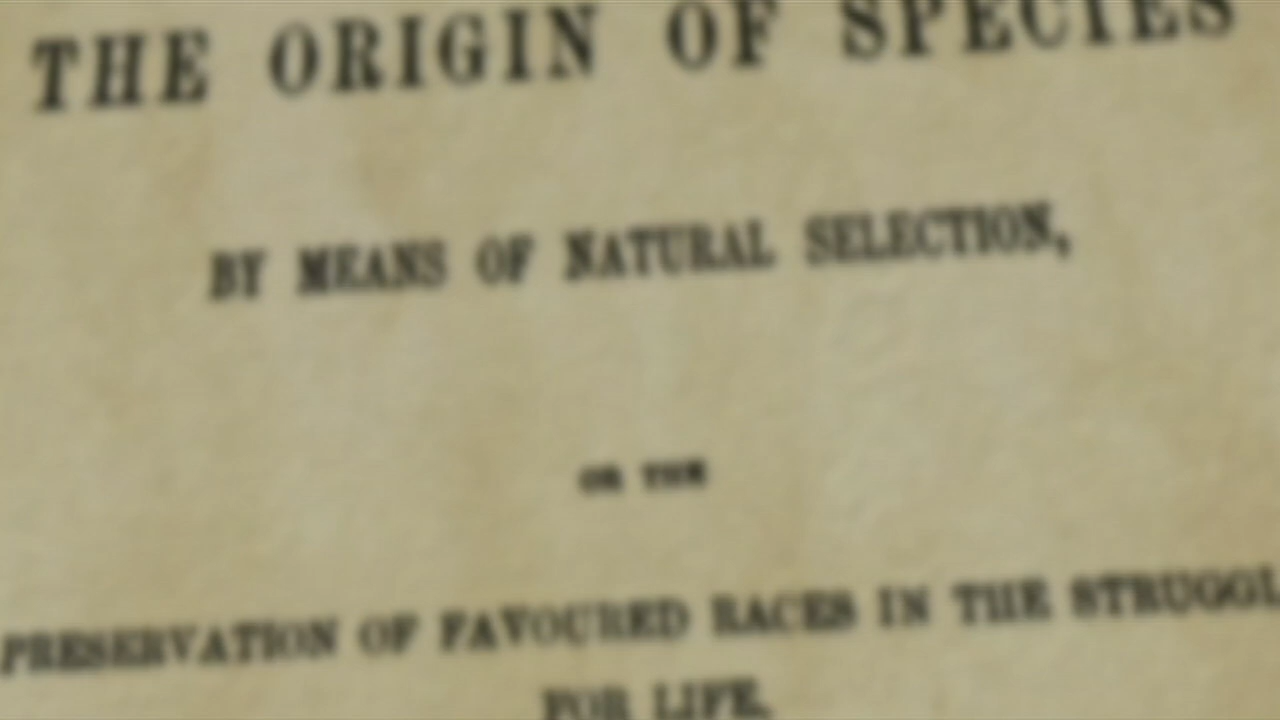 THE ORIGIN OF SPECIES
BY MEANS OF NATURAL SELECTION,
OR THE
PRESERVATION OF FAVOURED RACES IN THE STRUGGL
FOR LIFE.